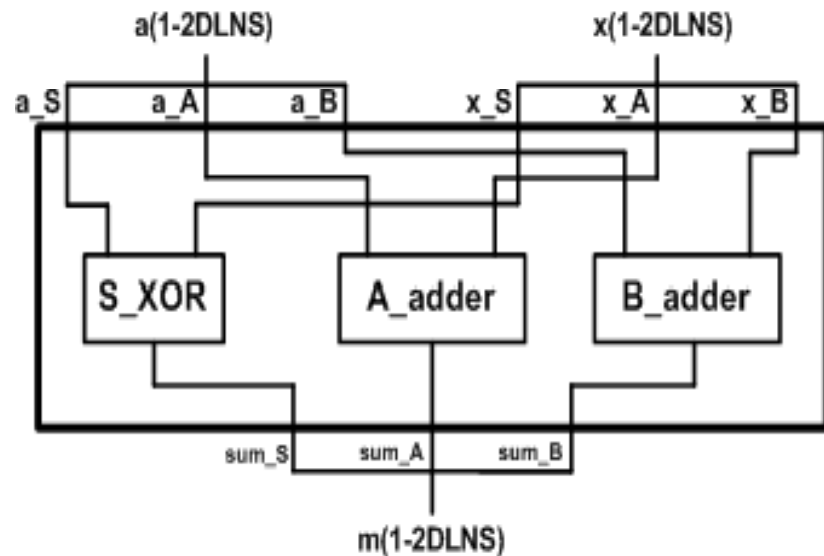 a(1-2DLNS) x(1-2DLNS)
a_S a_A a_B x_S x_A x_B
S_XOR A_adder B_adder
sum_S sum_A sum_B
m(1-2DLNS)